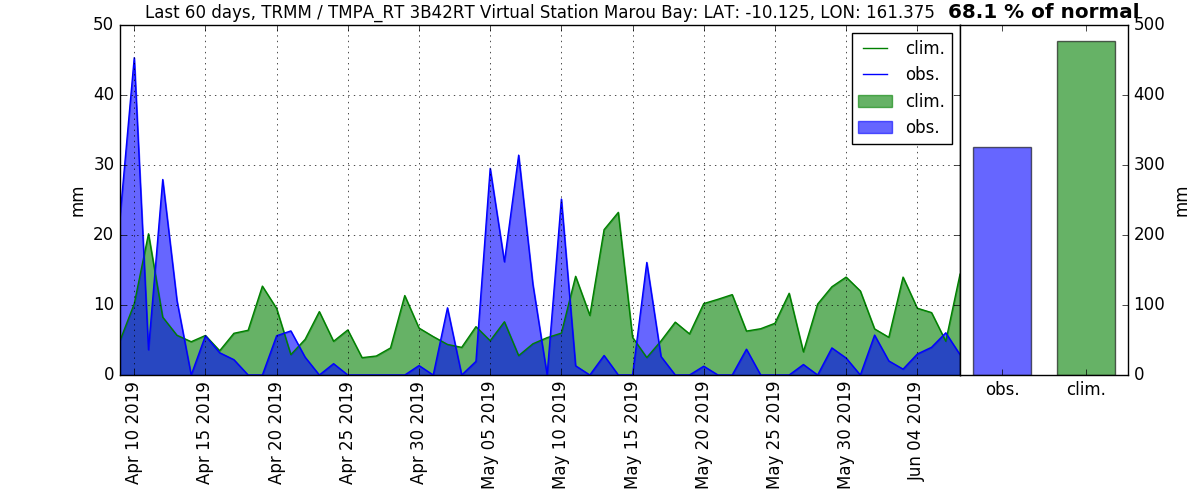 Last 60 days, TRMM / TMPA_RT 3B42RT Virtual Station Marou Bay: LAT: -10.125, LON: 161.375
68.1 % of normal
50
40
30
20
10
0
mm
clim.
obs.
clim.
obs.
Apr 10 2019
Apr 15 2019
Apr 20 2019
Apr 25 2019
Apr 30 2019
May 05 2019
May 10 2019
May 15 2019
May 20 2019
May 25 2019
May 30 2019
Jun 04 2019
500
400
300
200
100
0
mm
obs.
clim.